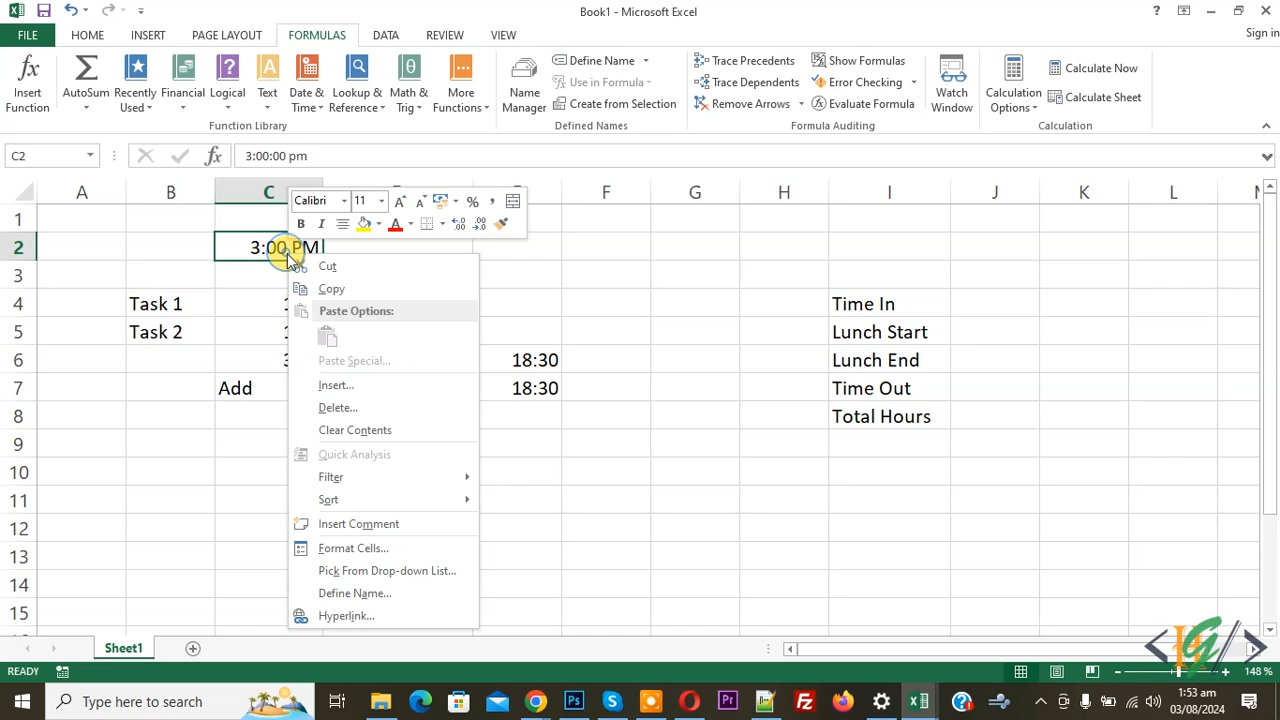 Book1 - Microsoft Excel
?
Sign in
FILE HOME INSERT PAGE LAYOUT FORMULAS DATA REVIEW VIEW
Insert Function
AutoSum
Recently Used
Financial
Logical
Text
Date & Time
Lookup & Reference
Math & Trig
More Functions
Function Library
Name Manager
Define Name
Use in Formula
Create from Selection
Defined Names
Trace Precedents
Trace Dependents
Remove Arrows
Show Formulas
Error Checking
Evaluate Formula
Formula Auditing
Watch Window
Calculation Options
Calculate Now
Calculate Sheet
Calculation
C2 fx 3:00:00 pm
A B C F G H I J K L
Calibri 11 A A % ,
B I A
1
2 3:00 PM
3
4 Task 1 Time In
5 Task 2 Lunch Start
6 18:30 Lunch End
7 Add 18:30 Time Out
8 Total Hours
9
10
11
12
13
14
15
Cut
Copy
Paste Options:
Paste Special...
Insert...
Delete...
Clear Contents
Quick Analysis
Filter
Sort
Insert Comment
Format Cells...
Pick From Drop-down List...
Define Name...
Hyperlink...
Sheet1
READY 148 %
Type here to search
1:53 am
03/08/2024